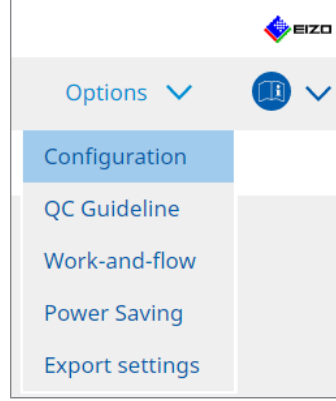 EIZO
Options
Configuration
QC Guideline
Work-and-flow
Power Saving
Export settings